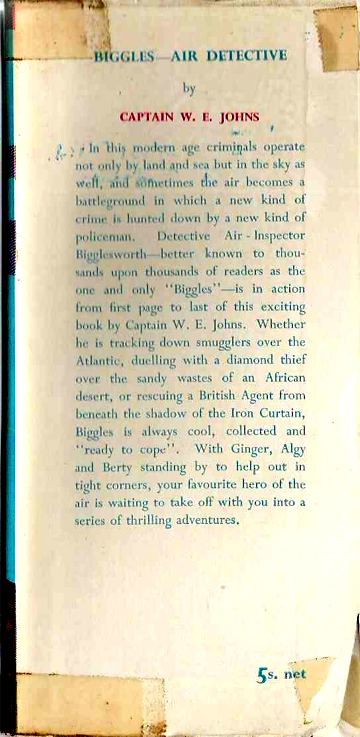 BIGGLES—AIR DETECTIVE
by
CAPTAIN W. E. JOHNS
In this modern age criminals operate
not only by land and sea but in the sky as
well, and sometimes the air becomes a
battleground in which a new kind of
crime is hunted down by a new kind of
policeman. Detective Air-Inspector
Bigglesworth—better known to thou-
sands upon thousands of readers as the
one and only "Biggles"—is in action
from first page to last of this exciting
book by Captain W. E. Johns. Whether
he is tracking down smugglers over the
Atlantic, duelling with a diamond thief
over the sandy wastes of an African
desert, or rescuing a British Agent from
beneath the shadow of the Iron Curtain,
Biggles is always cool, collected and
"ready to cope". With Ginger, Algy
and Berty standing by to help out in
tight corners, your favourite hero of the
air is waiting to take off with you into a
series of thrilling adventures.
5s. net